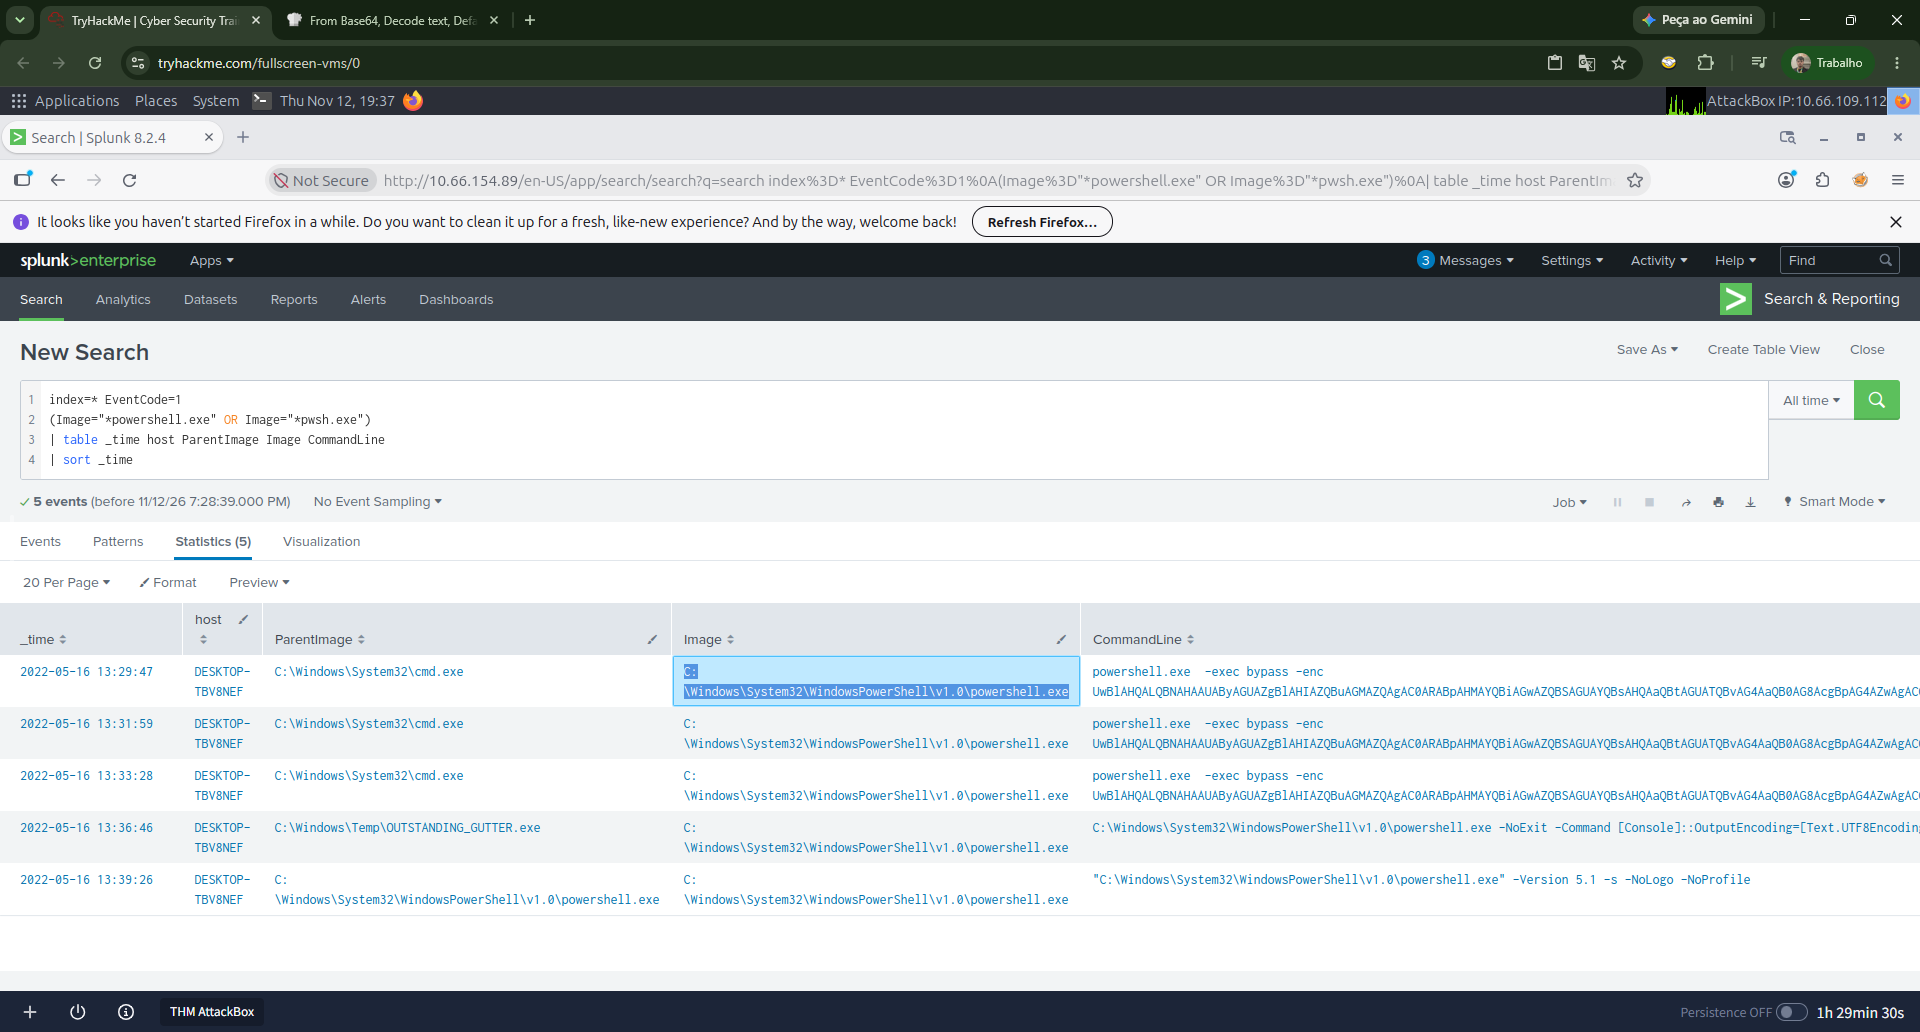 TryHackMe | Cyber Security Trai
From Base64, Decode text, Defa
Peça ao Gemini
tryhackme.com/fullscreen-vms/0
Trabalho
Applications Places System Thu Nov 12, 19:37
AttackBox IP:10.66.109.112
Search | Splunk 8.2.4
Not Secure http://10.66.154.89/en-US/app/search/search?q=search index%3D* EventCode%3D1%0A(Image%3D"*powershell.exe" OR Image%3D"*pwsh.exe")%0A| table _time host ParentIma
It looks like you haven't started Firefox in a while. Do you want to clean it up for a fresh, like-new experience? And by the way, welcome back! Refresh Firefox...
splunk>enterprise Apps
3 Messages Settings Activity Help Find
Search Analytics Datasets Reports Alerts Dashboards
Search & Reporting
New Search
Save As Create Table View Close
1 index=* EventCode=1
2 (Image="*powershell.exe" OR Image="*pwsh.exe")
3 | table _time host ParentImage Image CommandLine
4 | sort _time
All time
5 events (before 11/12/26 7:28:39.000 PM) No Event Sampling
Job Smart Mode
Events Patterns Statistics (5) Visualization
20 Per Page Format Preview
_time host ParentImage Image CommandLine
2022-05-16 13:29:47 DESKTOP- C:\Windows\System32\cmd.exe C: powershell.exe -exec bypass -enc
TBV8NEF \Windows\System32\WindowsPowerShell\v1.0\powershell.exe
2022-05-16 13:31:59 DESKTOP- C:\Windows\System32\cmd.exe C: powershell.exe -exec bypass -enc
TBV8NEF \Windows\System32\WindowsPowerShell\v1.0\powershell.exe
2022-05-16 13:33:28 DESKTOP- C:\Windows\System32\cmd.exe C: powershell.exe -exec bypass -enc
TBV8NEF \Windows\System32\WindowsPowerShell\v1.0\powershell.exe
2022-05-16 13:36:46 DESKTOP- C:\Windows\Temp\OUTSTANDING_GUTTER.exe C: C:\Windows\System32\WindowsPowerShell\v1.0\powershell.exe -NoExit -Command [Console]::OutputEncoding=[Text.UTF8Encoding
TBV8NEF \Windows\System32\WindowsPowerShell\v1.0\powershell.exe
2022-05-16 13:39:26 DESKTOP- C: C: "C:\Windows\System32\WindowsPowerShell\v1.0\powershell.exe" -Version 5.1 -s -NoLogo -NoProfile
TBV8NEF \Windows\System32\WindowsPowerShell\v1.0\powershell.exe \Windows\System32\WindowsPowerShell\v1.0\powershell.exe
THM AttackBox
Persistence OFF 1h 29min 30s